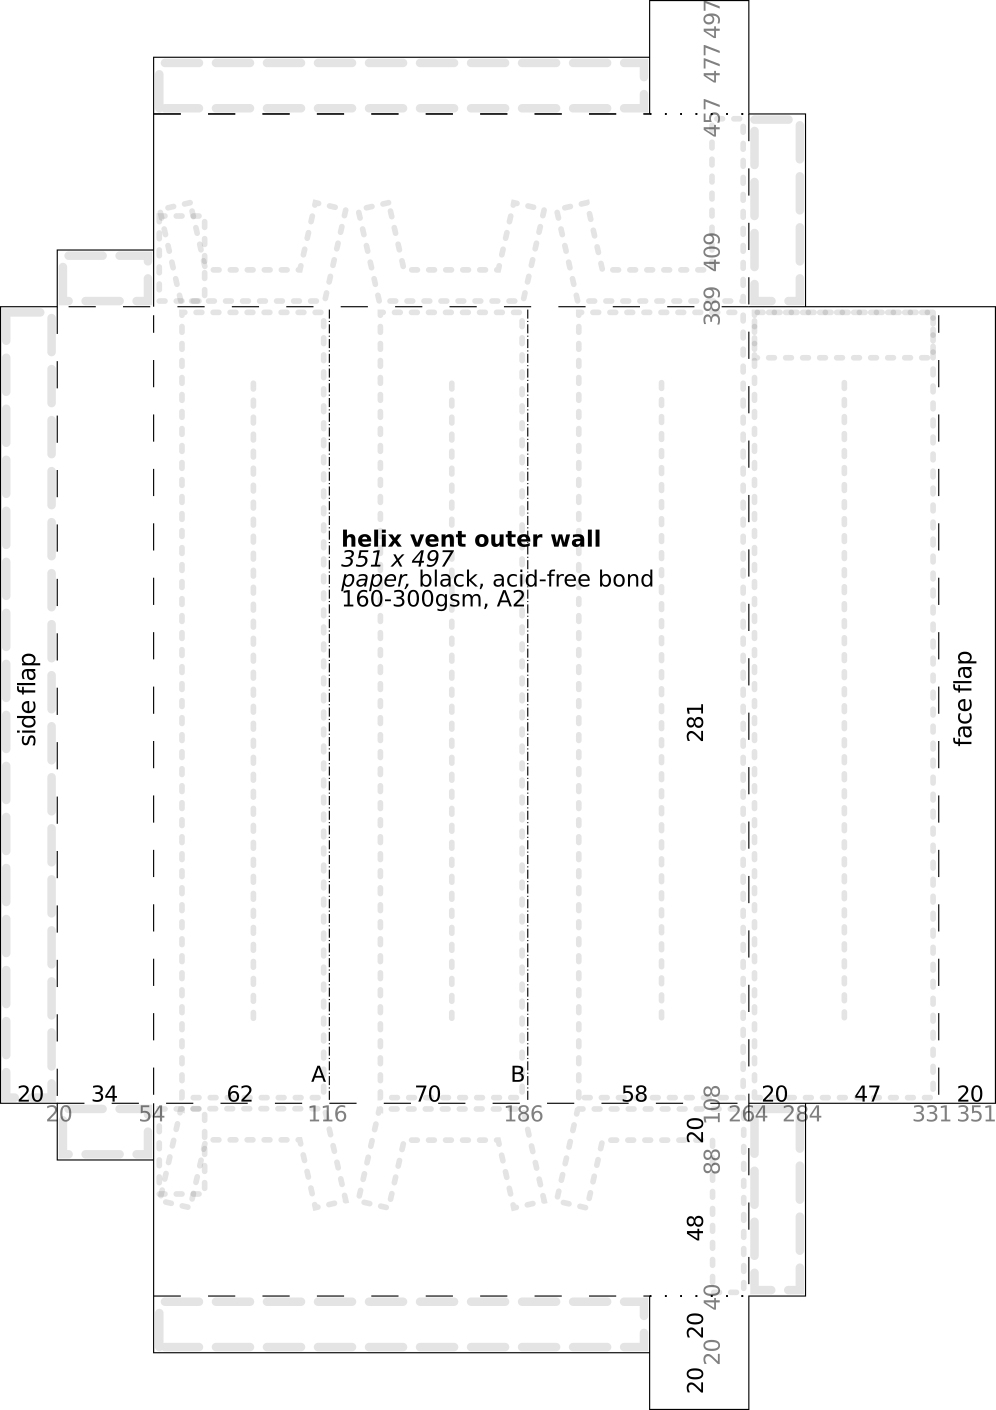 497
477
457
409
389
helix vent outer wall
351 x 497
paper, black, acid-free bond
160-300gsm, A2
side flap
face flap
281
A
B
20 34 62 70 58 20 47 20
20 54 116 186 264 284 331 351
108
20
88
48
40
20
20
20